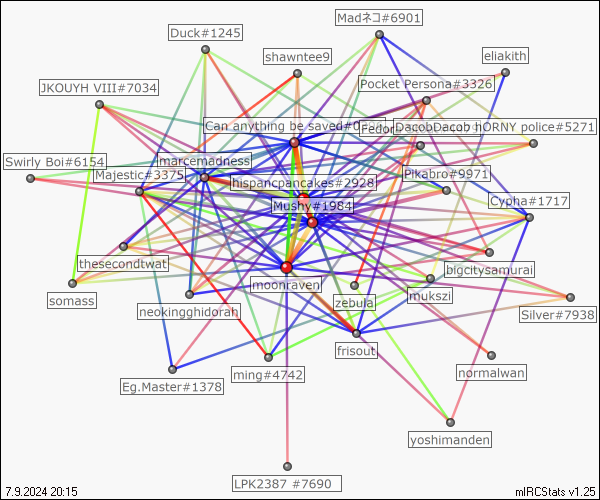 Madネコ#6901
Duck#1245
shawntee9
eliakith
Pocket Persona#3326
JKOUYH VIII#7034
Can anything be saved#0
Fedor
DacobDacob
hORNY police#5271
marcemadness
Swirly Boi#6154
Majestic#3375
Pikabro#9971
hispancpancakes#2928
Mushy#1984
Cypha#1717
thesecondtwat
bigcitysamurai
moonraven
somass
neokingghidorah
zebula
mukszi
Silver#7938
frisout
ming#4742
normalwan
Eg.Master#1378
yoshimanden
LPK2387 #7690
7.9.2024 20:15
mIRCStats v1.25